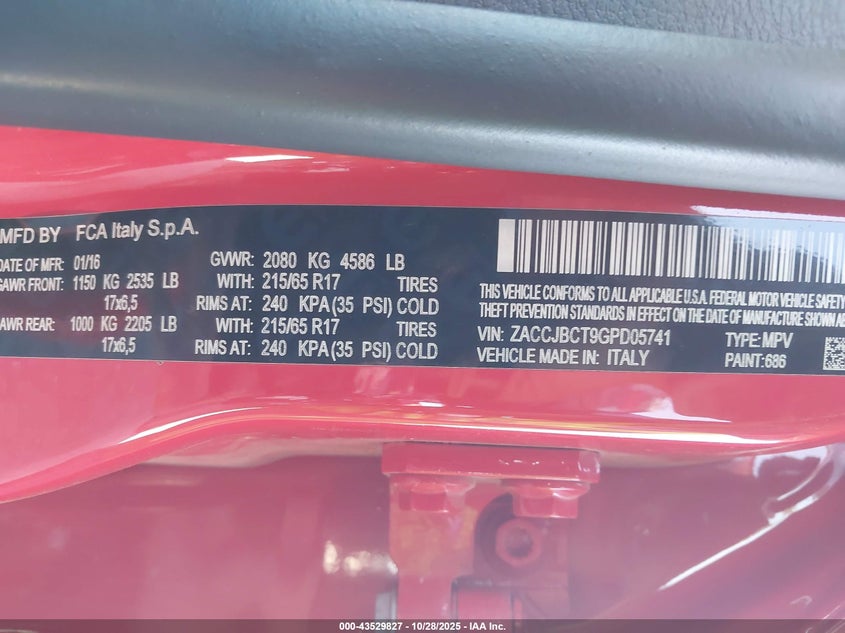 MFD BY FCA Italy S.p.A.
DATE OF MFR: 01/16 GVWR: 2080 KG 4586 LB
GAWR FRONT: 1150 KG 2535 LB WITH: 215/65 R17 TIRES
17x6,5 RIMS AT: 240 KPA(35 PSI) COLD
GAWR REAR: 1000 KG 2205 LB WITH: 215/65 R17 TIRES
17x6,5 RIMS AT: 240 KPA(35 PSI) COLD
THIS VEHICLE CONFORMS TO ALL APPLICABLE U.S.A. FEDERAL MOTOR VEHICLE SAFETY
THEFT PREVENTION STANDARDS IN EFFECT ON THE DATE OF MANUFACTURE SHOWN
VIN: ZACCJBCT9GPD05741 TYPE: MPV
VEHICLE MADE IN: ITALY PAINT: 686
000-43529827 - 10/28/2025 - IAA Inc.